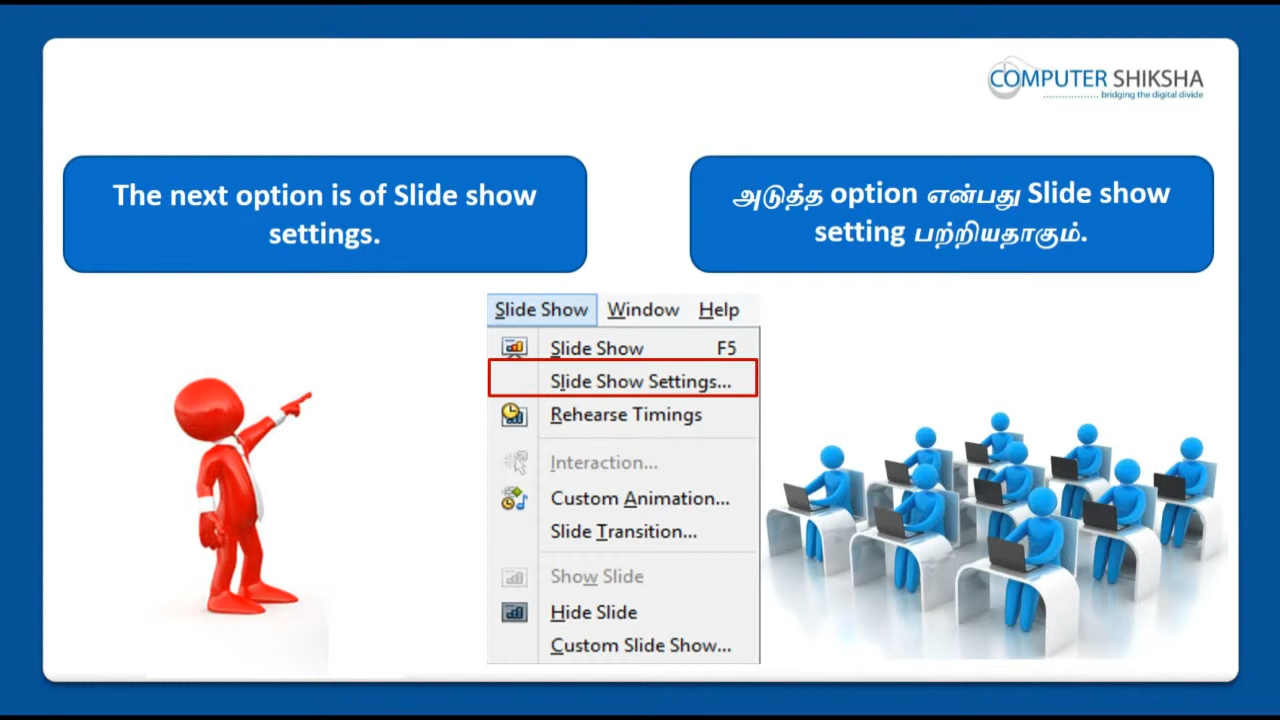 COMPUTER SHIKSHA
bridging the digital divide
The next option is of Slide show
settings.
அடுத்த option என்பது Slide show
setting பற்றியதாகும்.
Slide Show Window Help
Slide Show F5
Slide Show Settings...
Rehearse Timings
Interaction...
Custom Animation...
Slide Transition...
Show Slide
Hide Slide
Custom Slide Show...